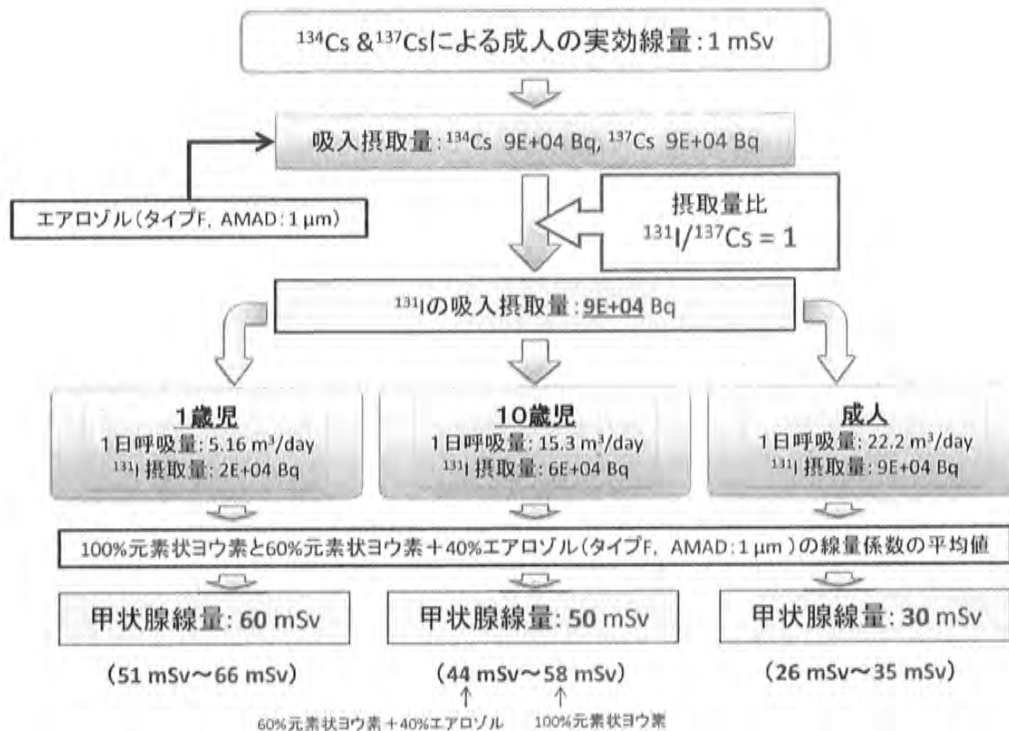 ¹³⁴Cs &¹³⁷Csによる成人の実効線量:1 mSv
吸入摂取量:¹³⁴Cs 9E+04 Bq, ¹³⁷Cs 9E+04 Bq
エアロゾル(タイプF, AMAD:1 μm)
摂取量比
¹³¹I/¹³⁷Cs = 1
¹³¹Iの吸入摂取量:9E+04 Bq
1歳児
1日呼吸量:5.16 m³/day
¹³¹I 摂取量:2E+04 Bq
10歳児
1日呼吸量:15.3 m³/day
¹³¹I 摂取量:6E+04 Bq
成人
1日呼吸量:22.2 m³/day
¹³¹I 摂取量:9E+04 Bq
100%元素状ヨウ素と60%元素状ヨウ素+40%エアロゾル(タイプF, AMAD:1 μm)の線量係数の平均値
甲状腺線量:60 mSv
甲状腺線量:50 mSv
甲状腺線量:30 mSv
(51 mSv~66 mSv)
(44 mSv~58 mSv)
(26 mSv~35 mSv)
60%元素状ヨウ素+40%エアロゾル
100%元素状ヨウ素